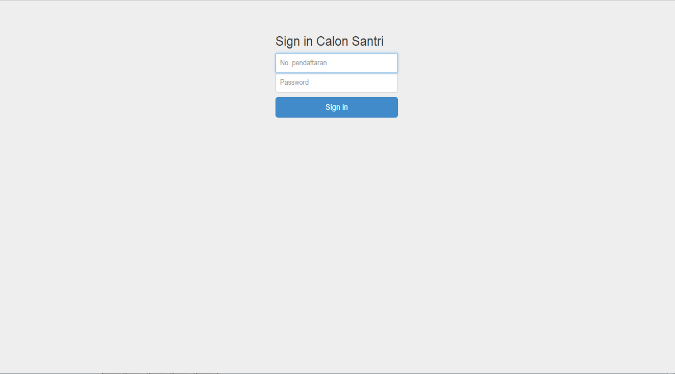 Sign in Calon Santri
No. pendaftaran
Password
Sign in